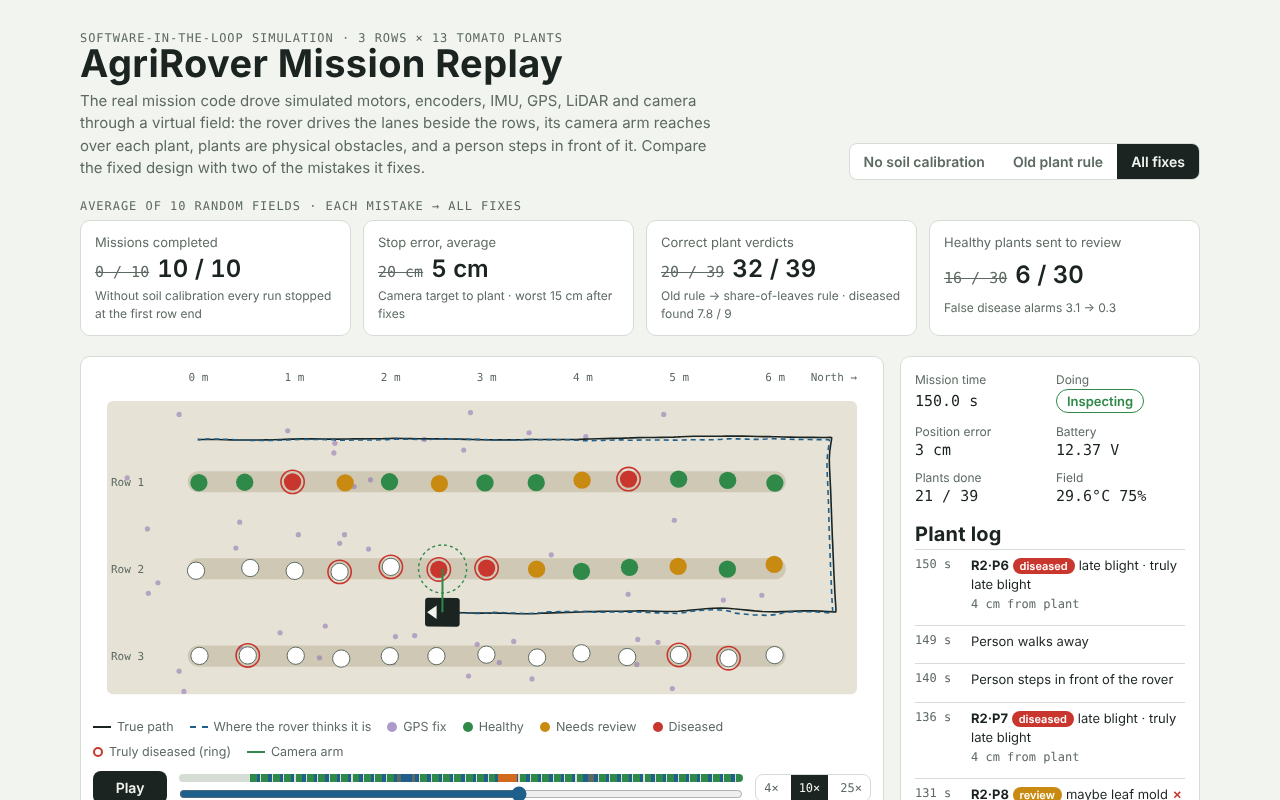 SOFTWARE-IN-THE-LOOP SIMULATION · 3 ROWS × 13 TOMATO PLANTS
AgriRover Mission Replay
The real mission code drove simulated motors, encoders, IMU, GPS, LiDAR and camera
through a virtual field: the rover drives the lanes beside the rows, its camera arm reaches
over each plant, plants are physical obstacles, and a person steps in front of it. Compare
the fixed design with two of the mistakes it fixes.
No soil calibration Old plant rule All fixes
AVERAGE OF 10 RANDOM FIELDS · EACH MISTAKE → ALL FIXES
Missions completed
0 / 10 10 / 10
Without soil calibration every run stopped
at the first row end
Stop error, average
20 cm 5 cm
Camera target to plant · worst 15 cm after
fixes
Correct plant verdicts
20 / 39 32 / 39
Old rule → share-of-leaves rule · diseased
found 7.8 / 9
Healthy plants sent to review
16 / 30 6 / 30
False disease alarms 3.1 → 0.3
0 m 1 m 2 m 3 m 4 m 5 m 6 m North →
Row 1
Row 2
Row 3
True path Where the rover thinks it is GPS fix Healthy Needs review Diseased
Truly diseased (ring) Camera arm
Play 4× 10× 25×
Mission time Doing
150.0 s Inspecting
Position error Battery
3 cm 12.37 V
Plants done Field
21 / 39 29.6°C 75%
Plant log
150 s R2·P6 diseased late blight · truly
late blight
4 cm from plant
149 s Person walks away
140 s Person steps in front of the rover
136 s R2·P7 diseased late blight · truly
late blight
4 cm from plant
131 s R2·P8 review maybe leaf mold ×